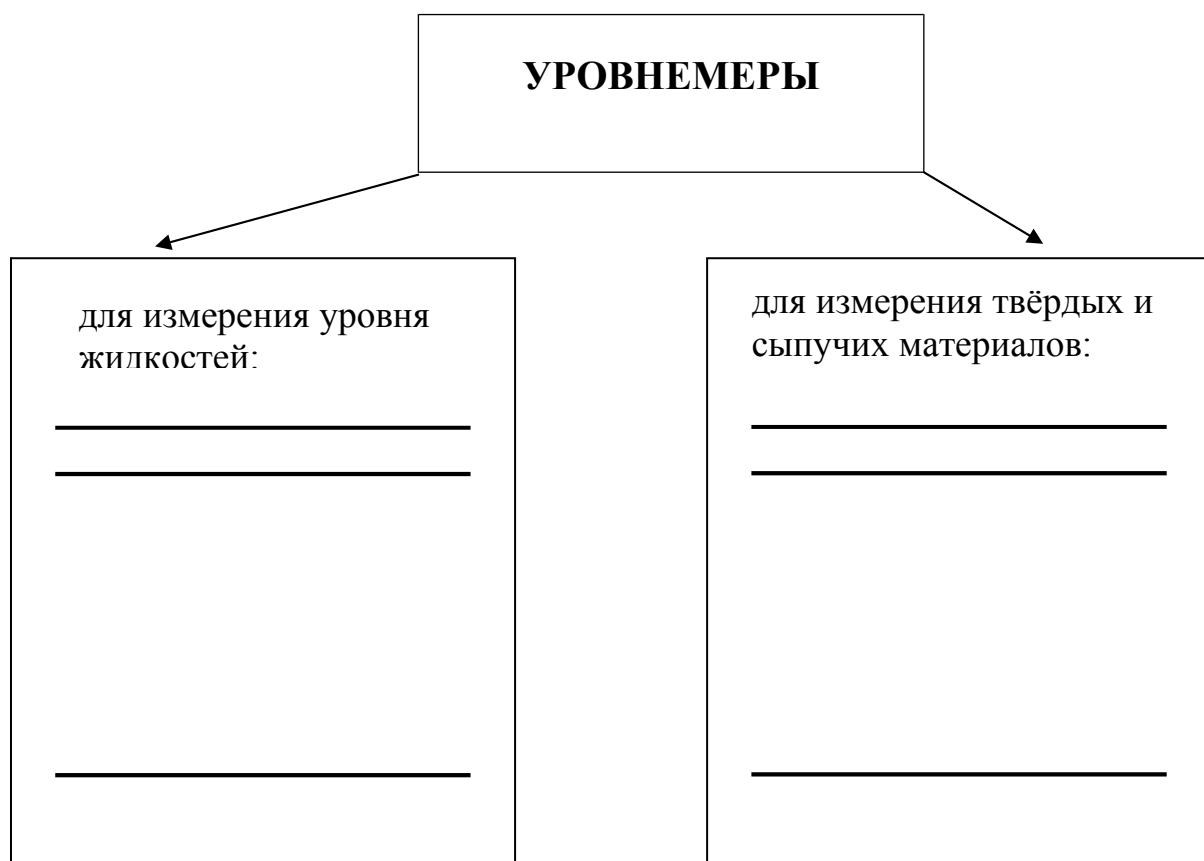 УРОВНЕМЕРЫ
для измерения уровня
жидкостей:
для измерения твёрдых и
сыпучих материалов: